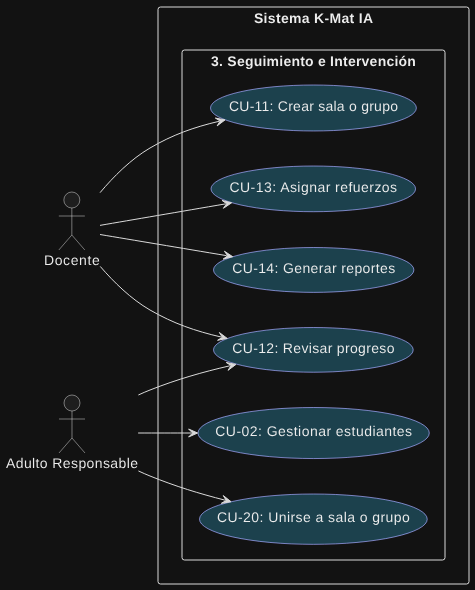 Sistema K-Mat IA
3. Seguimiento e Intervención
CU-11: Crear sala o grupo
CU-13: Asignar refuerzos
Docente
CU-14: Generar reportes
CU-12: Revisar progreso
CU-02: Gestionar estudiantes
Adulto Responsable
CU-20: Unirse a sala o grupo